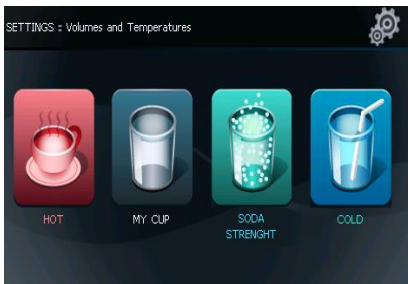 SETTINGS : Volumes and Temperatures
HOT
MY CUP
SODA
STRENGHT
COLD